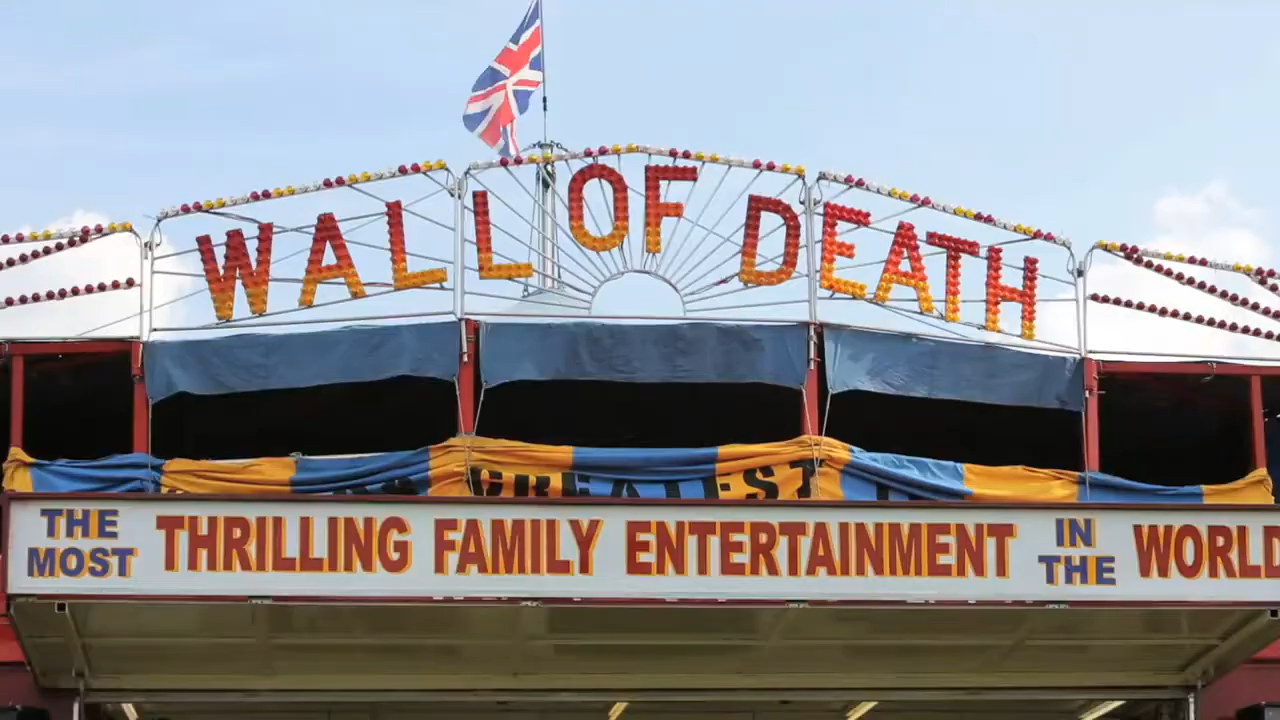 WALL OF DEATH
GREATEST
THE MOST THRILLING FAMILY ENTERTAINMENT IN THE WORLD